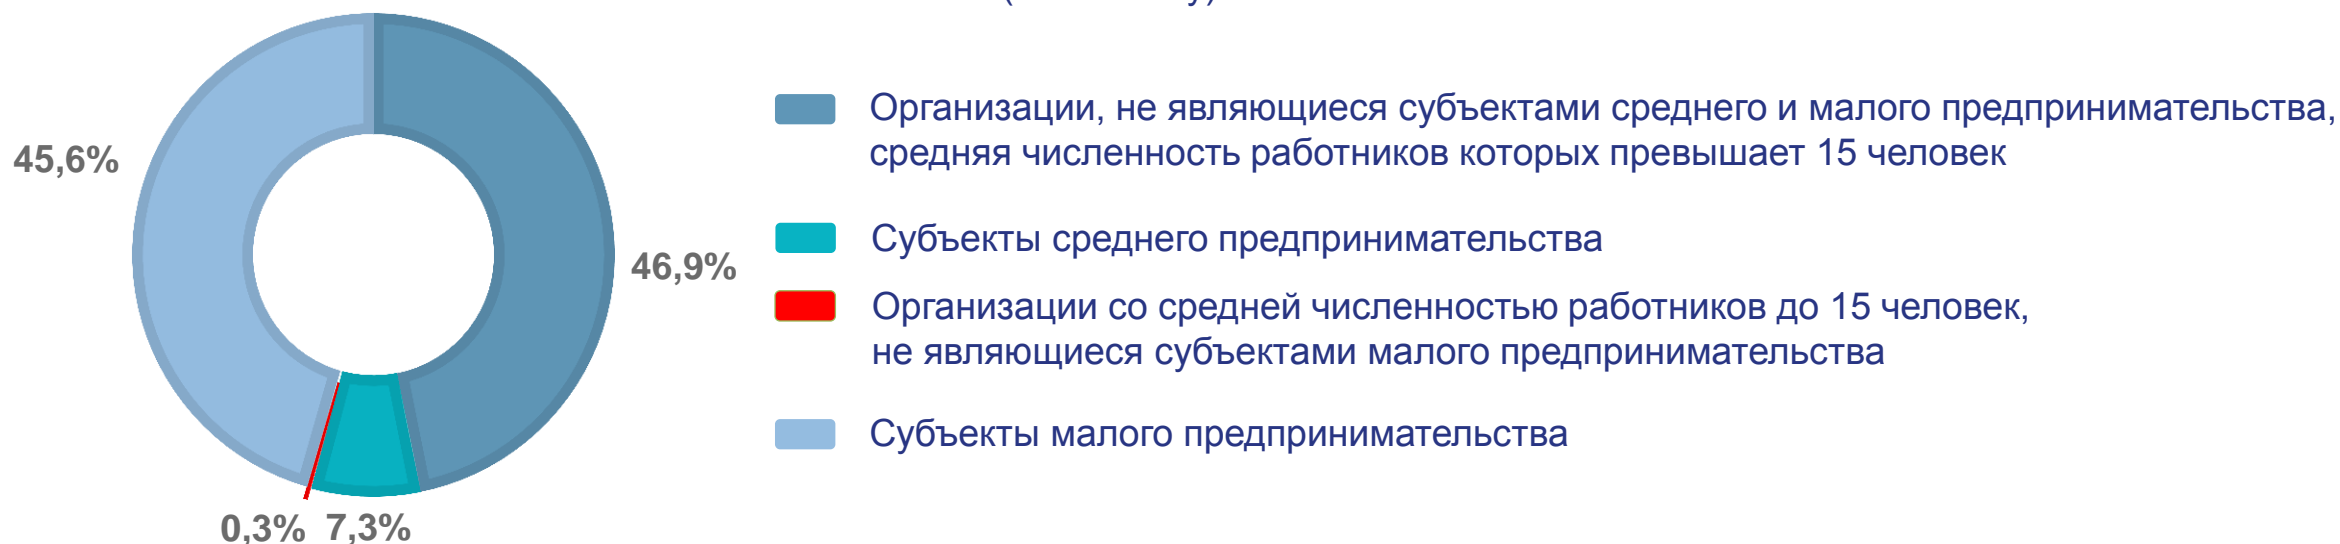 45,6%
46,9%
0,3%
7,3%
Организации, не являющиеся субъектами среднего и малого предпринимательства,
средняя численность работников которых превышает 15 человек
Субъекты среднего предпринимательства
Организации со средней численностью работников до 15 человек,
не являющиеся субъектами малого предпринимательства
Субъекты малого предпринимательства